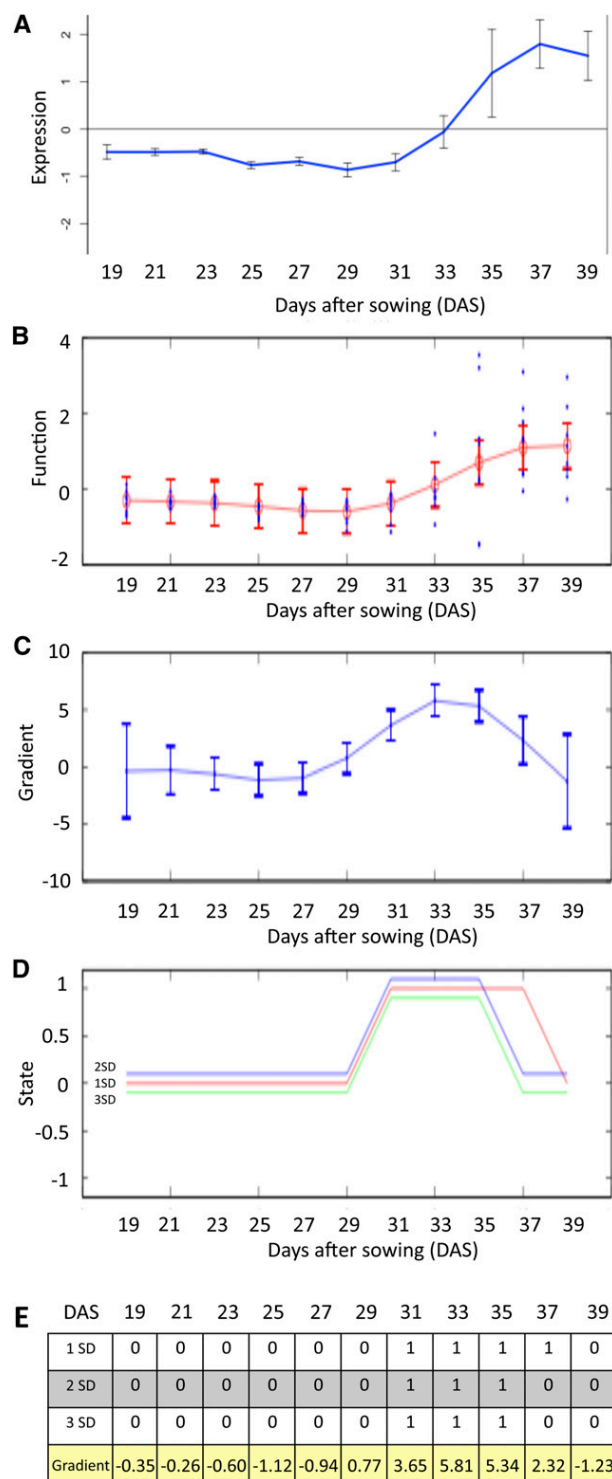 A
2
1
0
-1
-2
Expression
19 21 23 25 27 29 31 33 35 37 39
Days after sowing (DAS)
B
4
2
0
-2
Function
19 21 23 25 27 29 31 33 35 37 39
Days after sowing (DAS)
C
10
5
0
-5
-10
Gradient
19 21 23 25 27 29 31 33 35 37 39
Days after sowing (DAS)
D
1
0.5
0
-0.5
-1
State
2SD
1SD
3SD
19 21 23 25 27 29 31 33 35 37 39
Days after sowing (DAS)
E
DAS 19 21 23 25 27 29 31 33 35 37 39
1 SD 0 0 0 0 0 0 1 1 1 1 0
2 SD 0 0 0 0 0 0 1 1 1 0 0
3 SD 0 0 0 0 0 0 1 1 1 0 0
Gradient -0.35 -0.26 -0.60 -1.12 -0.94 0.77 3.65 5.81 5.34 2.32 -1.23